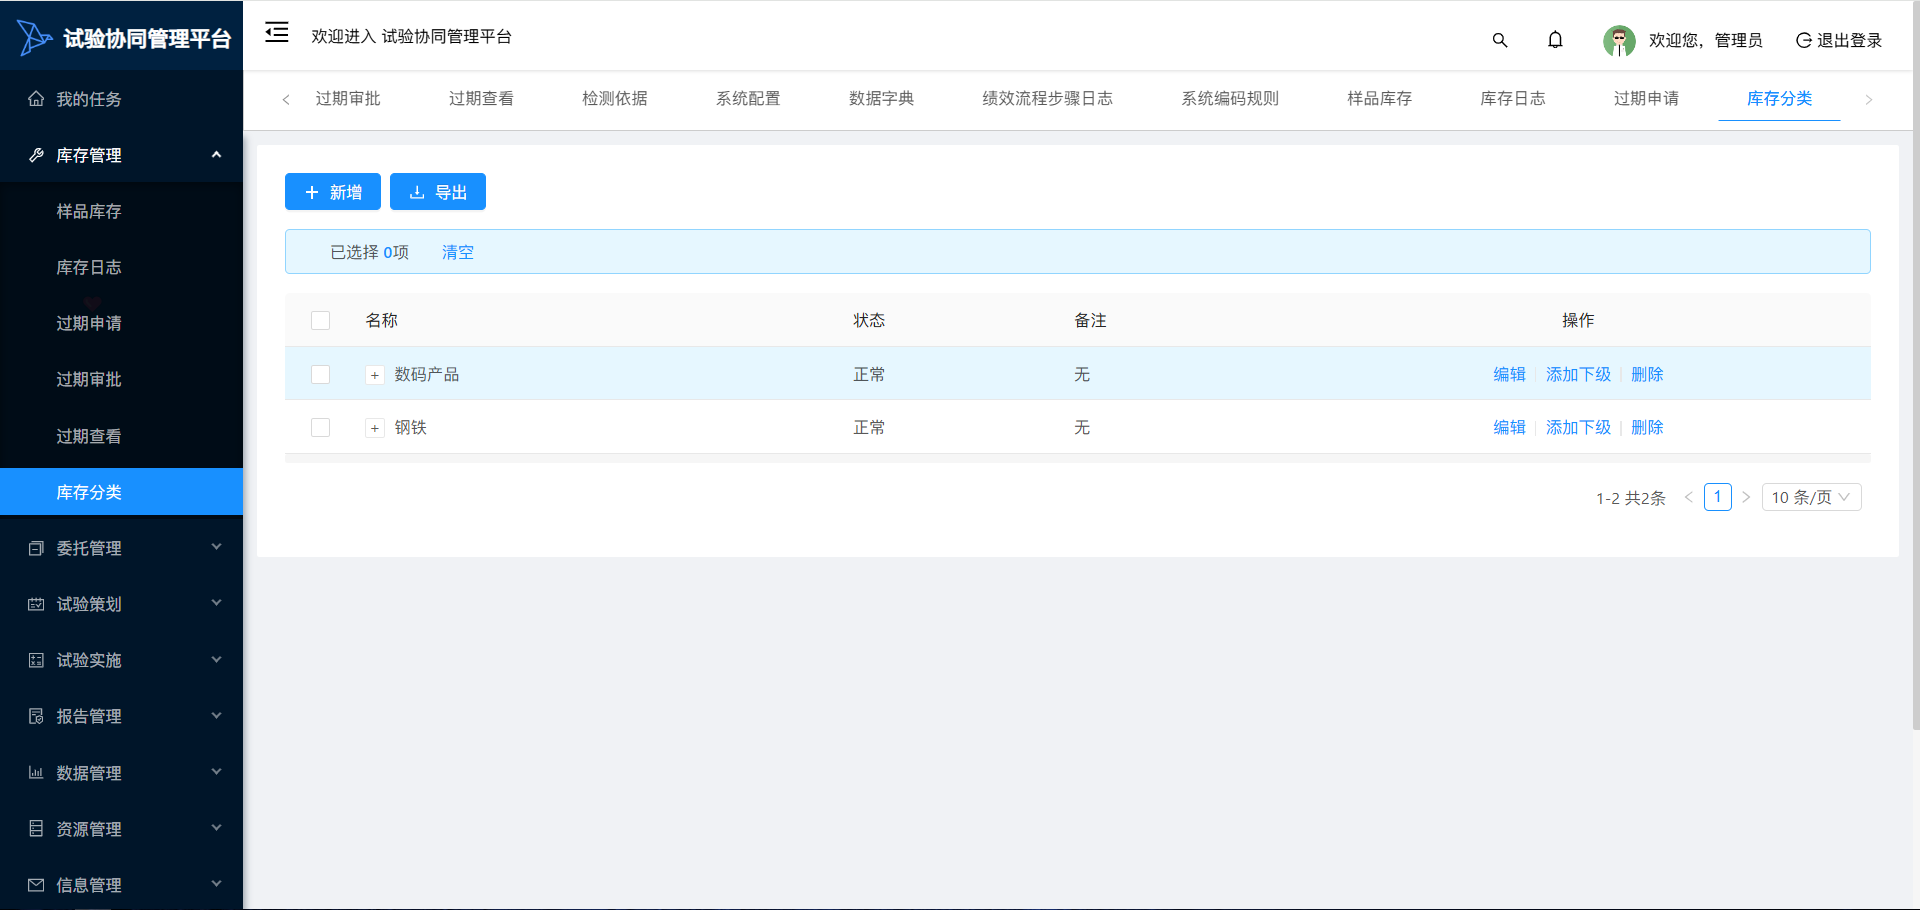 试验协同管理平台
欢迎进入 试验协同管理平台
欢迎您，管理员
退出登录
我的任务
库存管理
样品库存
库存日志
过期申请
过期审批
过期查看
库存分类
委托管理
试验策划
试验实施
报告管理
数据管理
资源管理
信息管理
过期审批 过期查看 检测依据 系统配置 数据字典 绩效流程步骤日志 系统编码规则 样品库存 库存日志 过期申请 库存分类
新增 导出
已选择 0项 清空
名称 状态 备注 操作
数码产品 正常 无 编辑 添加下级 删除
钢铁 正常 无 编辑 添加下级 删除
1-2 共2条 1 10 条/页